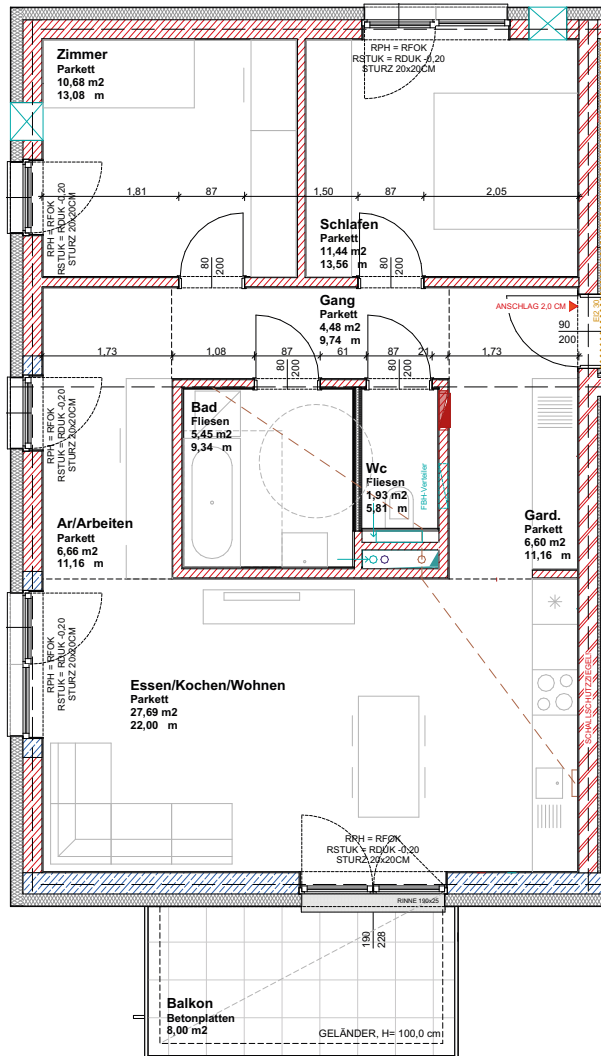 Zimmer
Parkett
10,68 m2
13,08 m
RPH = RFOK
RSTUK = RDUK -0,20
STURZ 20x20CM
RPH = RFOK
RSTUK = RDUK -0,20
STURZ 20x20CM
1,81
87
1,50
87
2,05
Schlafen
Parkett
11,44 m2
13,56 m
80
200
80
200
Gang
Parkett
4,48 m2
9,74 m
ANSCHLAG 2,0 CM
EI2 30
90
200
1,73
1,08
87
61
87
21
1,73
80
200
80
200
RPH = RFOK
RSTUK = RDUK -0,20
STURZ 20x20CM
Bad
Fliesen
5,45 m2
9,34 m
Wc
Fliesen
1,93 m2
5,81 m
FBH-Verteiler
Ar/Arbeiten
Parkett
6,66 m2
11,16 m
Gard.
Parkett
6,60 m2
11,16 m
RPH = RFOK
RSTUK = RDUK -0,20
STURZ 20x20CM
Essen/Kochen/Wohnen
Parkett
27,69 m2
22,00 m
SCHALLSCHUTZZIEGEL
RPH = RFOK
RSTUK = RDUK -0,20
STURZ 20x20CM
RINNE 190x25
190
228
Balkon
Betonplatten
8,00 m2
GELÄNDER, H= 100,0 cm